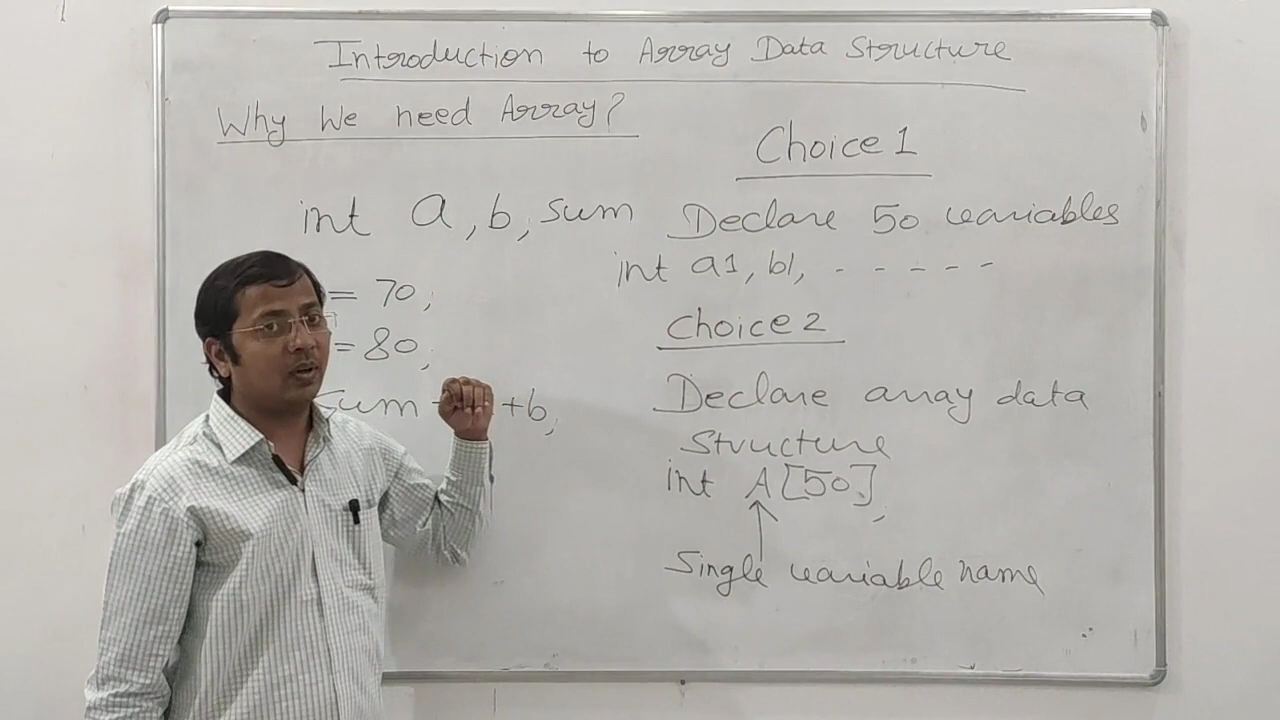 Introduction to Array Data Structure
Why We need Array?
int a, b, sum
= 70;
= 80;
Sum +b;
Choice 1
Declare 50 variables
int a1, b1, - - - - -
Choice 2
Declare array data
Structure
int A[50];
Single variable name